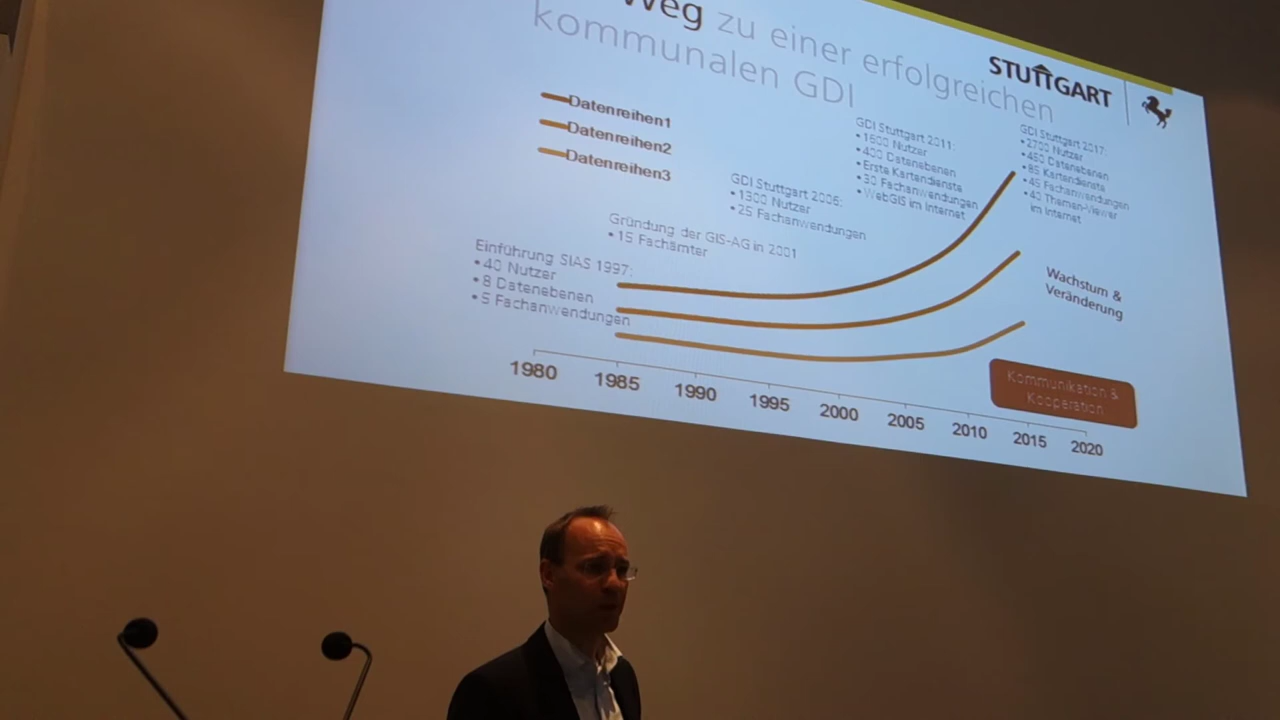 Weg zu einer erfolgreichen
kommunalen GDI
STUTTGART
Datenreihen1
Datenreihen2
Datenreihen3
Einführung SIAS 1997:
• 40 Nutzer
• 8 Datenebenen
• 5 Fachanwendungen
Gründung der GIS-AG in 2001
• 15 Fachämter
GDI Stuttgart 2006:
• 1300 Nutzer
• 25 Fachanwendungen
GDI Stuttgart 2011:
• 1600 Nutzer
• 400 Datenebenen
• Erste Kartendienste
• 30 Fachanwendungen
• WebGIS im Internet
GDI Stuttgart 2017:
• 2700 Nutzer
• Datenebenen
• 85 Kartendienste
• 45 Fachanwendungen
• 40 Themen-Viewer
im Internet
Wachstum &
Veränderung
Kommunikation &
Kooperation
1980
1985
1990
1995
2000
2005
2010
2015
2020